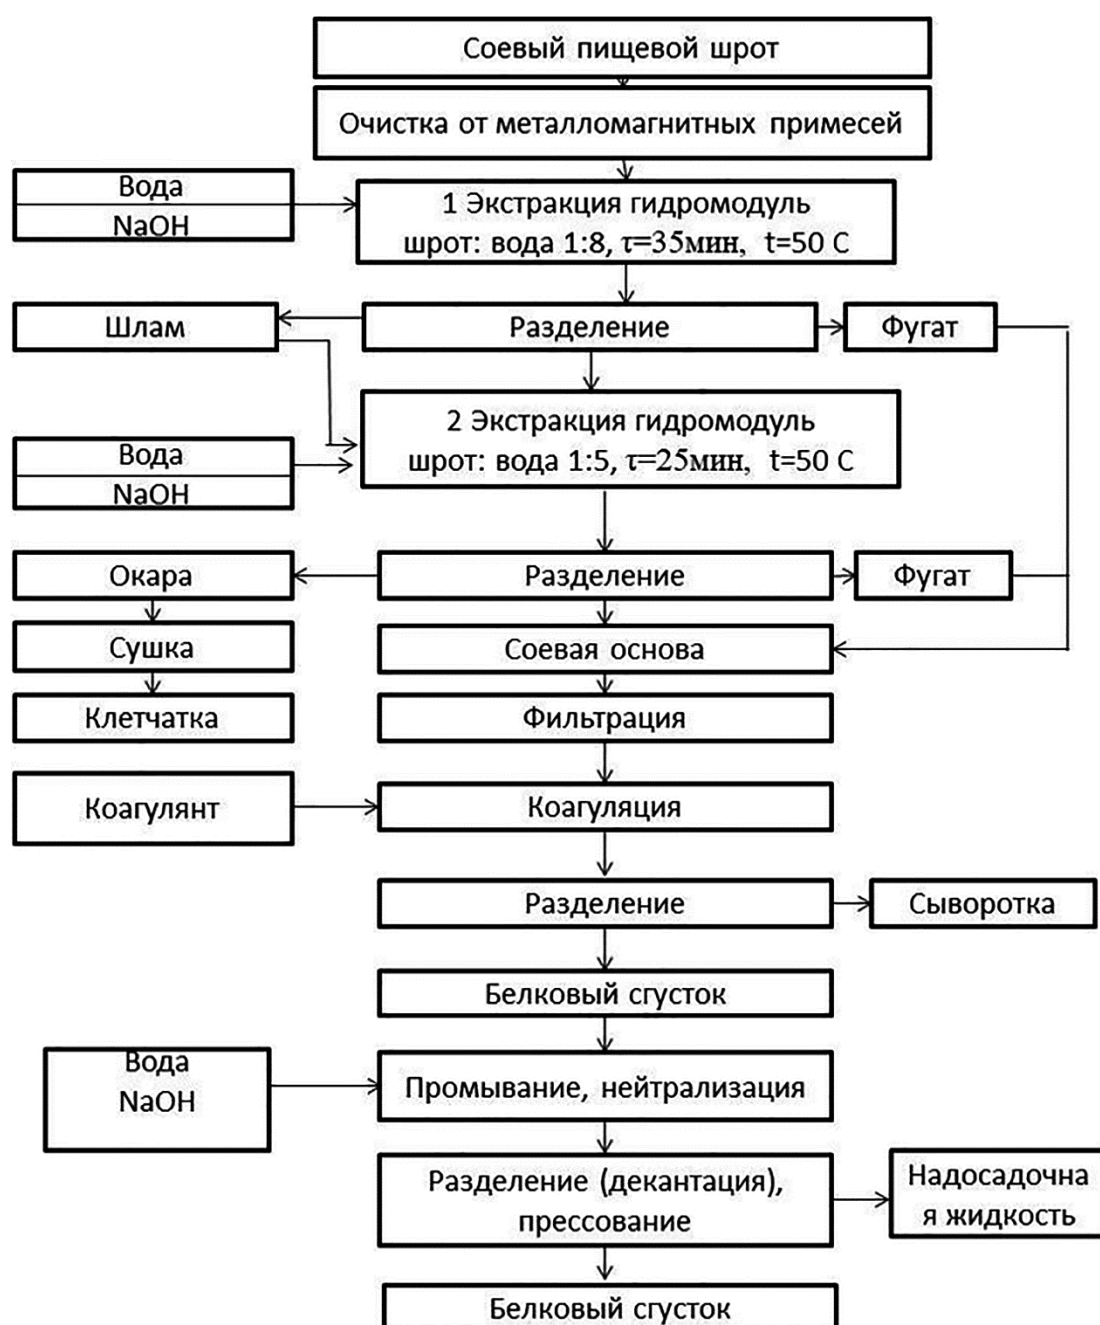 Соевый пищевой шрот
Очистка от металломагнитных примесей
Вода
NaOH
1 Экстракция гидромодуль
шрот: вода 1:8, τ=35мин, t=50 С
Шлам
Разделение
Фугат
2 Экстракция гидромодуль
шрот: вода 1:5, τ=25мин, t=50 С
Вода
NaOH
Окара
Разделение
Фугат
Сушка
Соевая основа
Клетчатка
Фильтрация
Коагулянт
Коагуляция
Разделение
Сыворотка
Белковый сгусток
Вода
NaOH
Промывание, нейтрализация
Разделение (декантация),
прессование
Надосадочна
я жидкость
Белковый сгусток